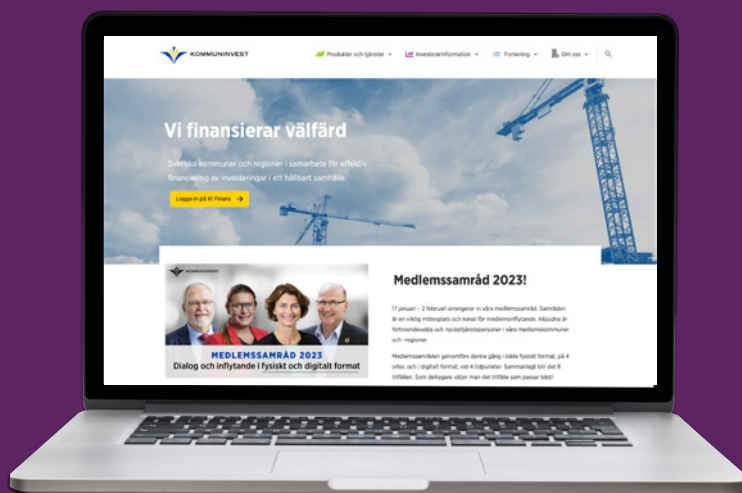 KOMMUNINVEST
Produkter och tjänster
Investerarinformation
Forskning
Om oss
Vi finansierar välfärd
Svenska kommuner och regioner i samarbete för effektiv
finansiering av investeringar i ett hållbart samhälle.
Logga in på KI Finans
KOMMUNINVEST
MEDLEMSSAMRÅD 2023
Dialog och inflytande i fysiskt och digitalt format
Medlemssamråd 2023!
17 januari – 2 februari arrangerar vi våra medlemssamråd. Samråden
är en viktig mötesplats och kanal för medlemsinflytande. Inbjudna är
förtroendevalda och nyckeltjänstepersoner i våra medlemskommuner
och -regioner.
Medlemssamråden genomförs denna gång i både fysiskt format, på 4
orter, och i digitalt format, vid 4 tidpunkter. Sammanlagt blir det 8
tillfällen. Som deltagare väljer man det tillfälle som passar bäst!